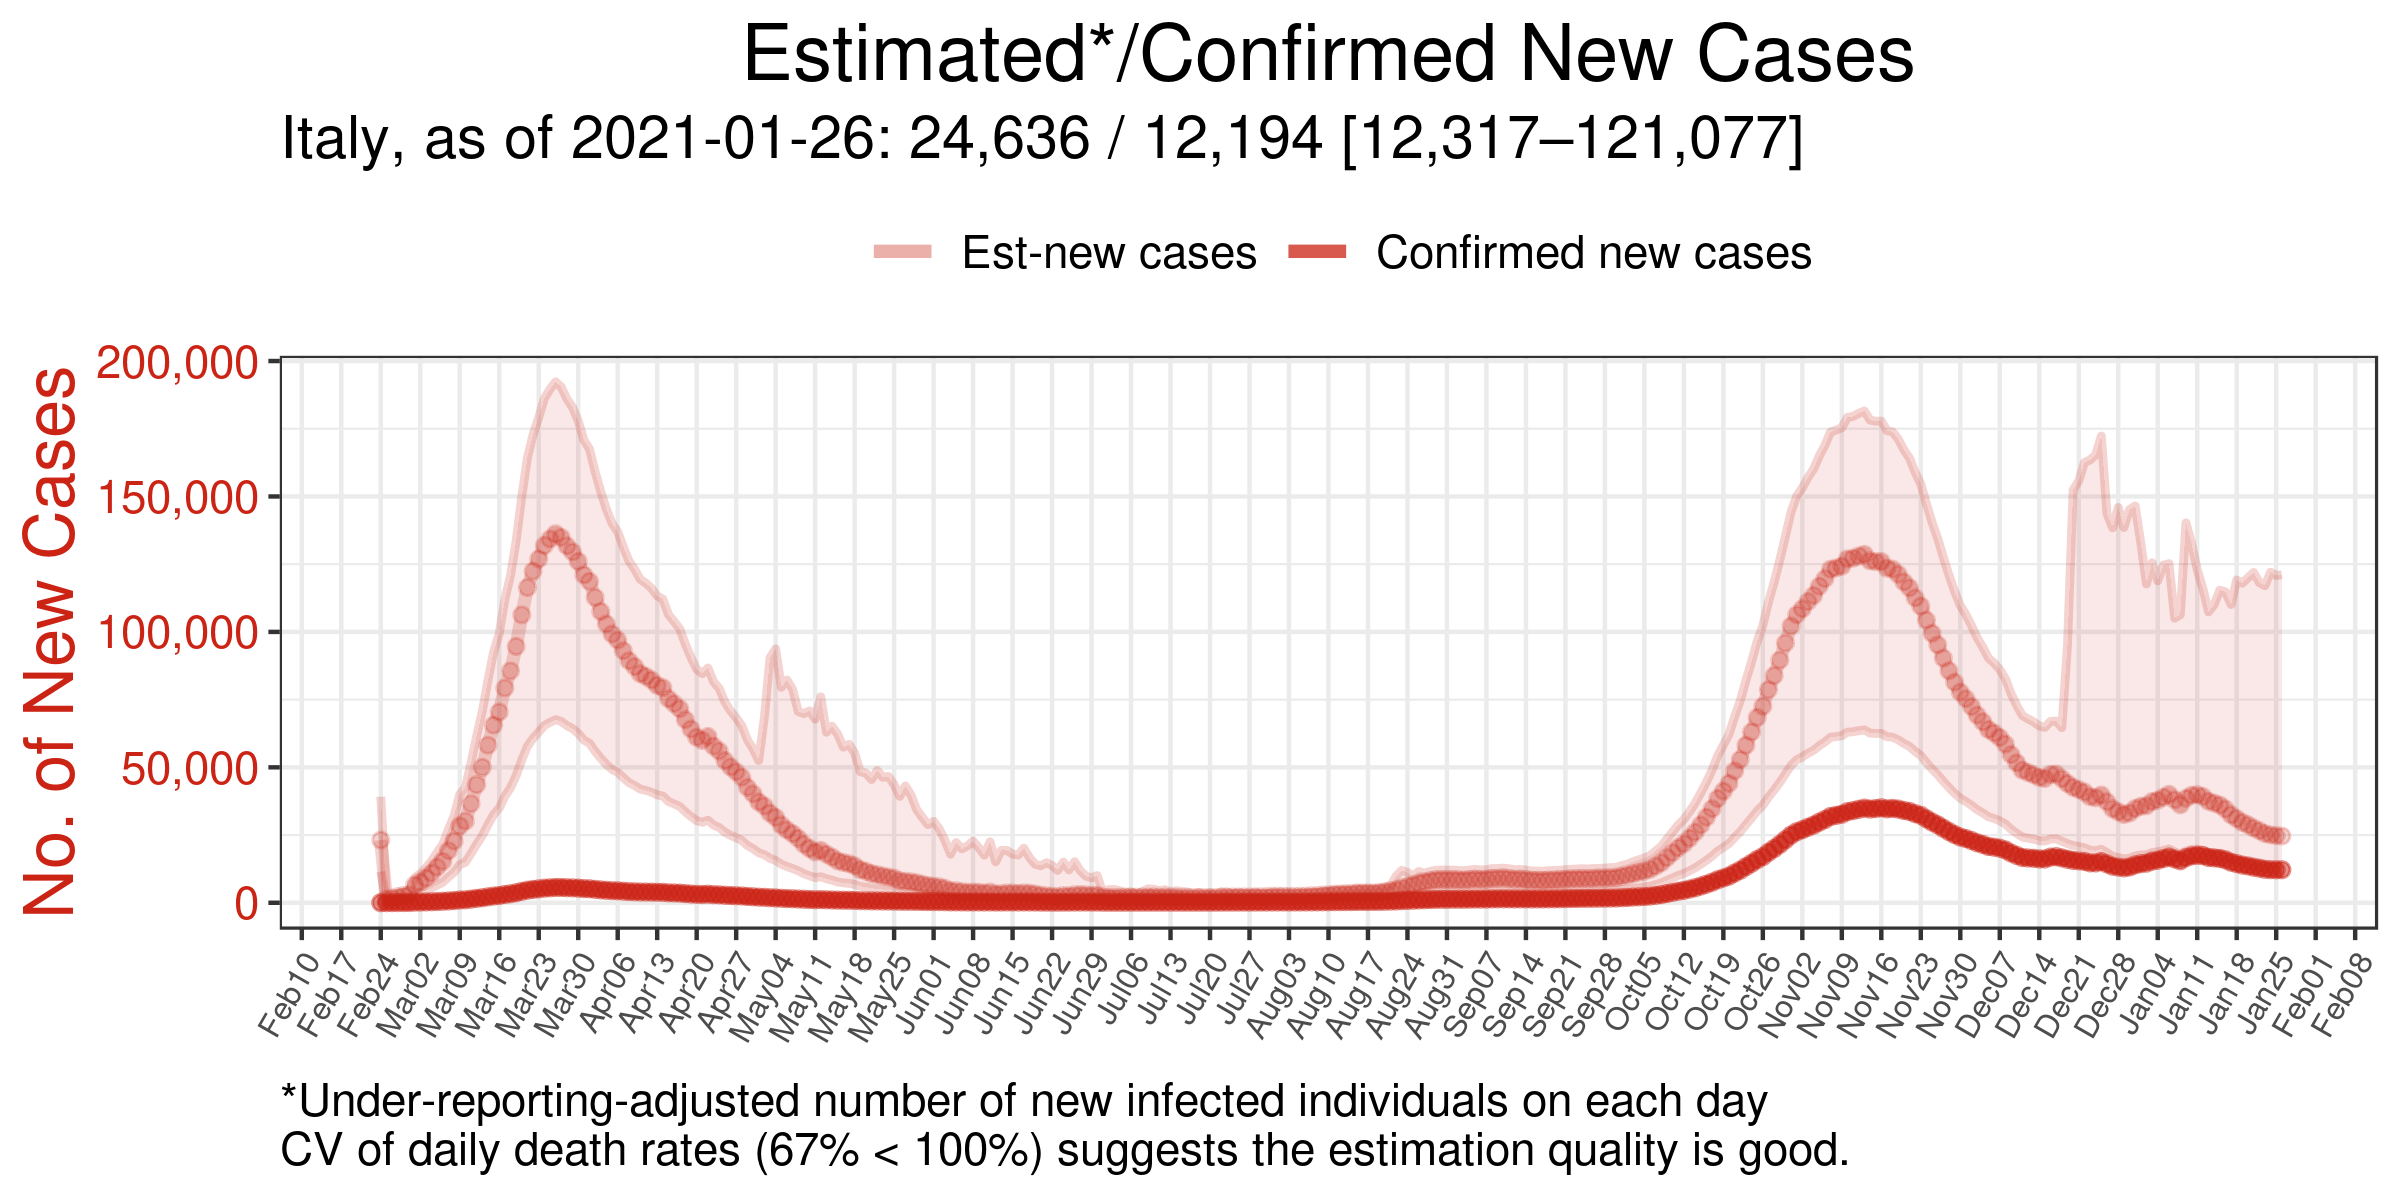 Estimated*/Confirmed New Cases
Italy, as of 2021-01-26: 24,636 / 12,194 [12,317–121,077]
Est-new cases
Confirmed new cases
No. of New Cases
200,000
150,000
100,000
50,000
0
Feb10
Feb17
Feb24
Mar02
Mar09
Mar16
Mar23
Mar30
Apr06
Apr13
Apr20
Apr27
May04
May11
May18
May25
Jun01
Jun08
Jun15
Jun22
Jun29
Jul06
Jul13
Jul20
Jul27
Aug03
Aug10
Aug17
Aug24
Aug31
Sep07
Sep14
Sep21
Sep28
Oct05
Oct12
Oct19
Oct26
Nov02
Nov09
Nov16
Nov23
Nov30
Dec07
Dec14
Dec21
Dec28
Jan04
Jan11
Jan18
Jan25
Feb01
Feb08
*Under-reporting-adjusted number of new infected individuals on each day
CV of daily death rates (67% < 100%) suggests the estimation quality is good.